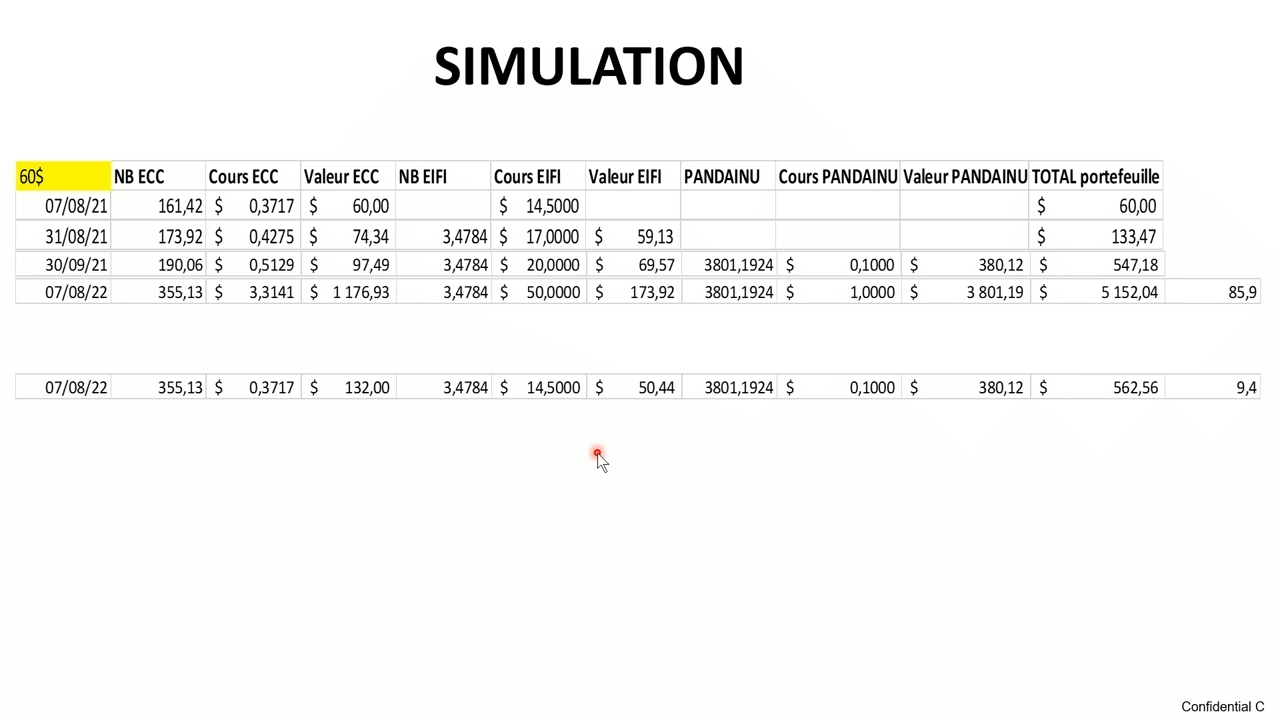 SIMULATION
60$ NB ECC Cours ECC Valeur ECC NB EIFI Cours EIFI Valeur EIFI PANDAINU Cours PANDAINU Valeur PANDAINU TOTAL portefeuille
07/08/21 161,42 $ 0,3717 $ 60,00 $ 14,5000 $ 60,00
31/08/21 173,92 $ 0,4275 $ 74,34 3,4784 $ 17,0000 $ 59,13 $ 133,47
30/09/21 190,06 $ 0,5129 $ 97,49 3,4784 $ 20,0000 $ 69,57 3801,1924 $ 0,1000 $ 380,12 $ 547,18
07/08/22 355,13 $ 3,3141 $ 1 176,93 3,4784 $ 50,0000 $ 173,92 3801,1924 $ 1,0000 $ 3 801,19 $ 5 152,04 85,9
07/08/22 355,13 $ 0,3717 $ 132,00 3,4784 $ 14,5000 $ 50,44 3801,1924 $ 0,1000 $ 380,12 $ 562,56 9,4
Confidential C